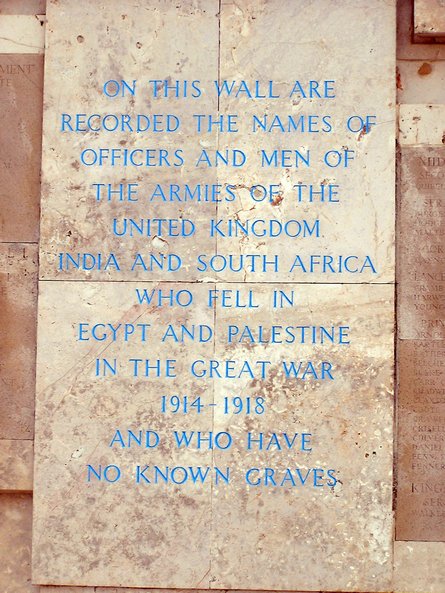 ON THIS WALL ARE
RECORDED THE NAMES OF
OFFICERS AND MEN OF
THE ARMIES OF THE
UNITED KINGDOM
INDIA AND SOUTH AFRICA
WHO FELL IN
EGYPT AND PALESTINE
IN THE GREAT WAR
1914-1918
AND WHO HAVE
NO KNOWN GRAVES